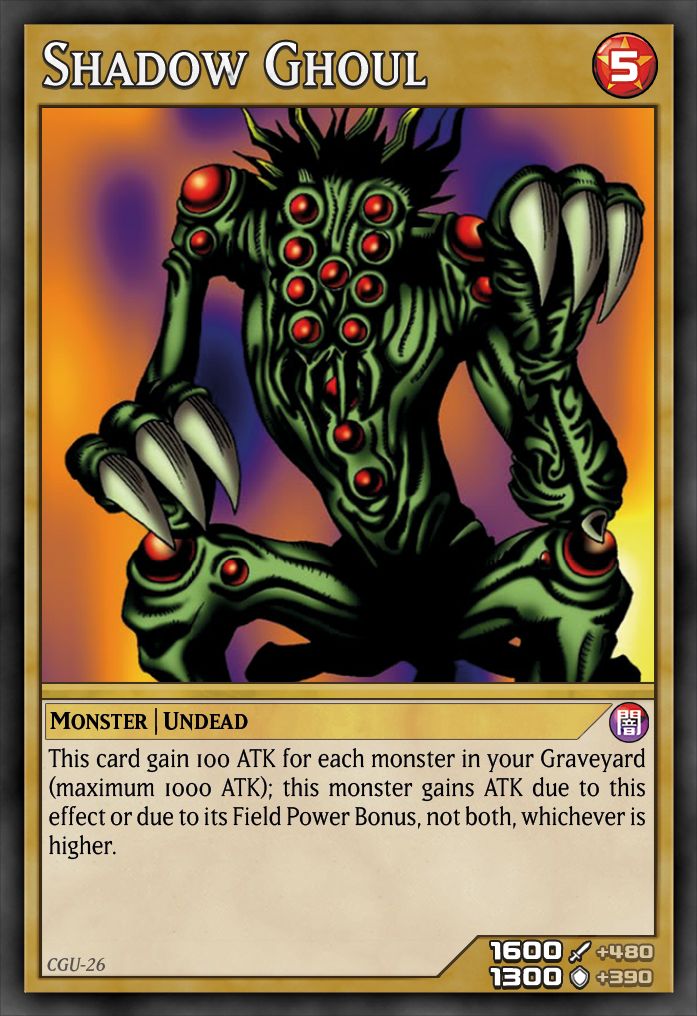 Shadow Ghoul
5
Monster | Undead
闇
This card gain 100 ATK for each monster in your Graveyard
(maximum 1000 ATK); this monster gains ATK due to this
effect or due to its Field Power Bonus, not both, whichever is
higher.
1600 +480
CGU-26
1300 +390